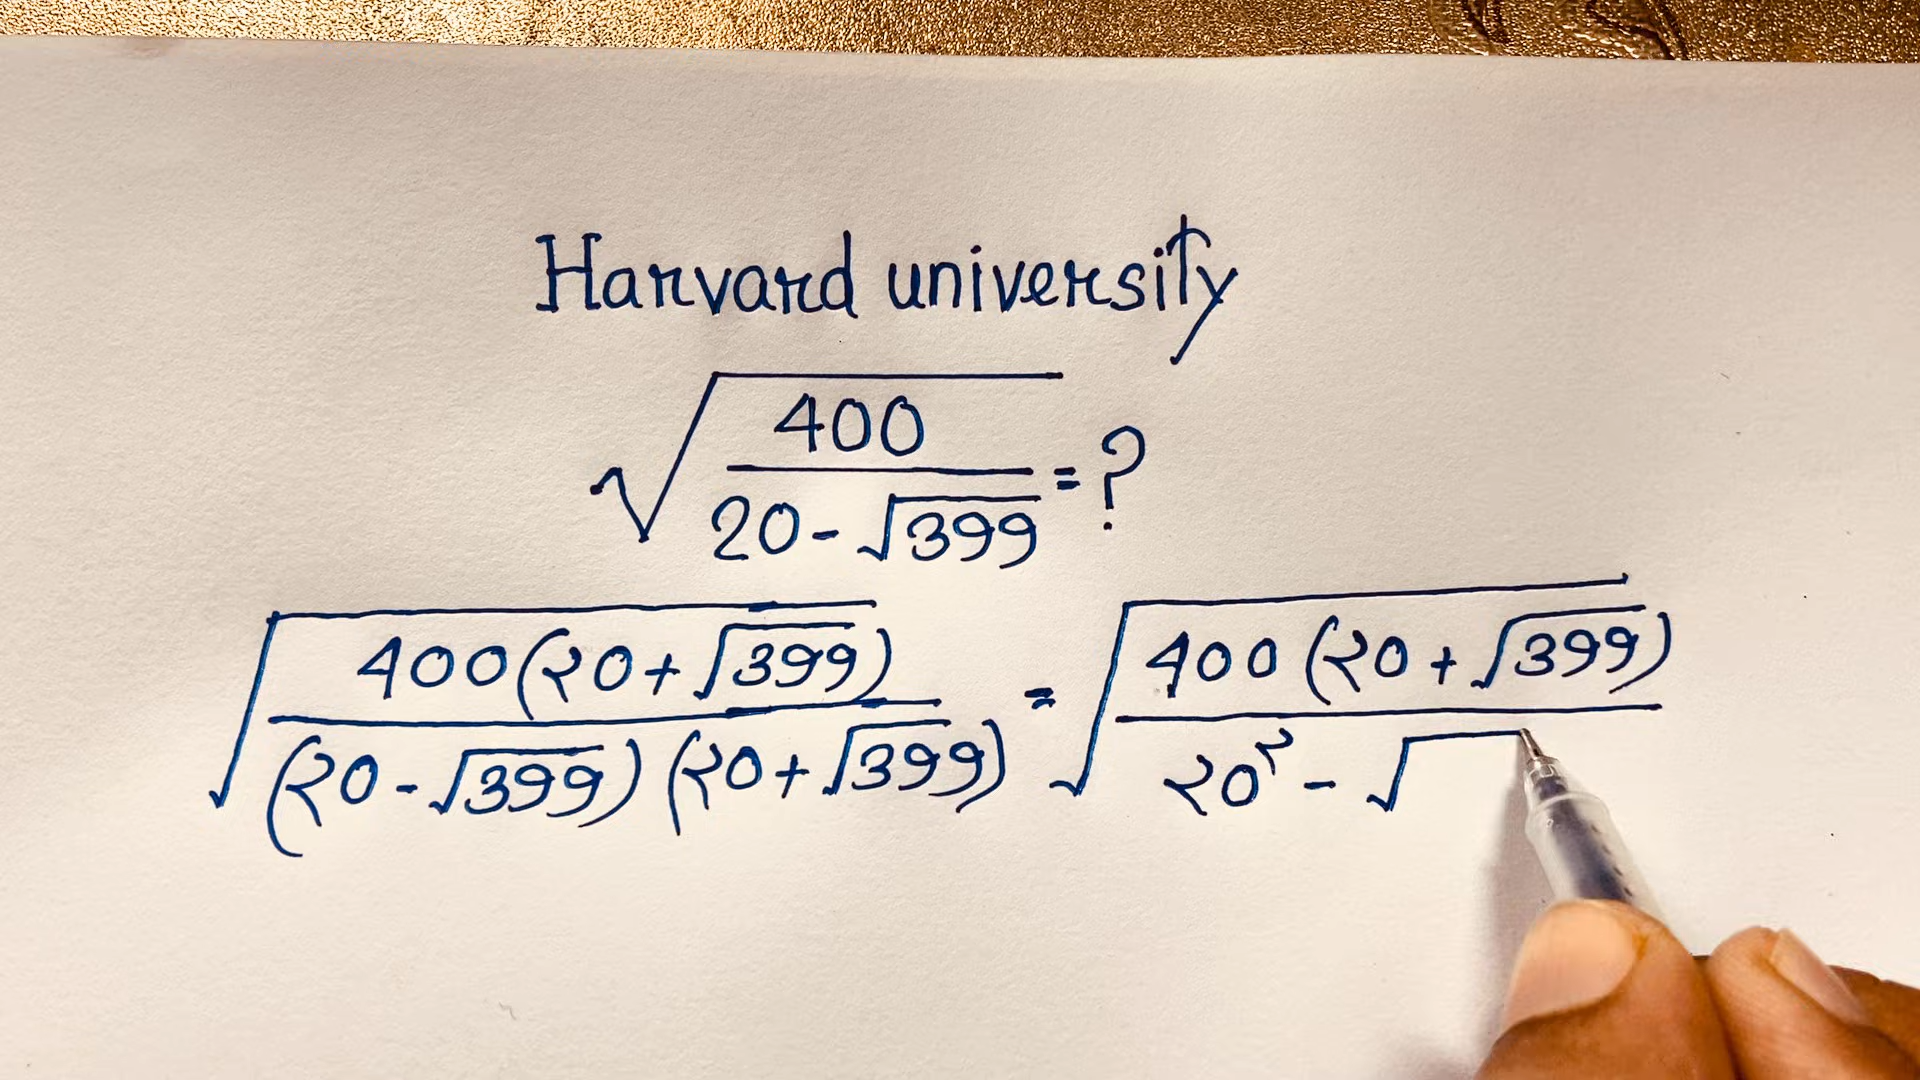 Harvard university
√(400/(20-√399)) = ?
√(400(20+√399)/((20-√399)(20+√399))) = √(400(20+√399)/(20² - √